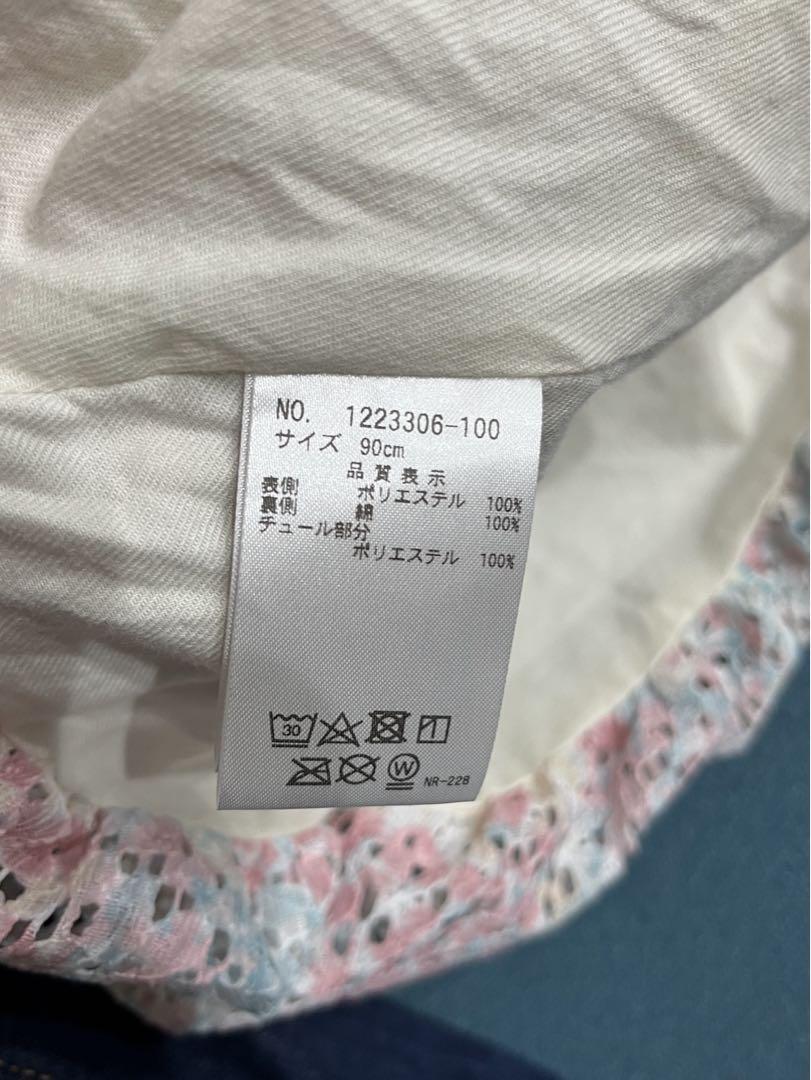 NO. 1223306-100
サイズ 90cm
品質表示
表側 ポリエステル 100%
裏側 綿 100%
チュール部分
ポリエステル 100%
30
W NR-228